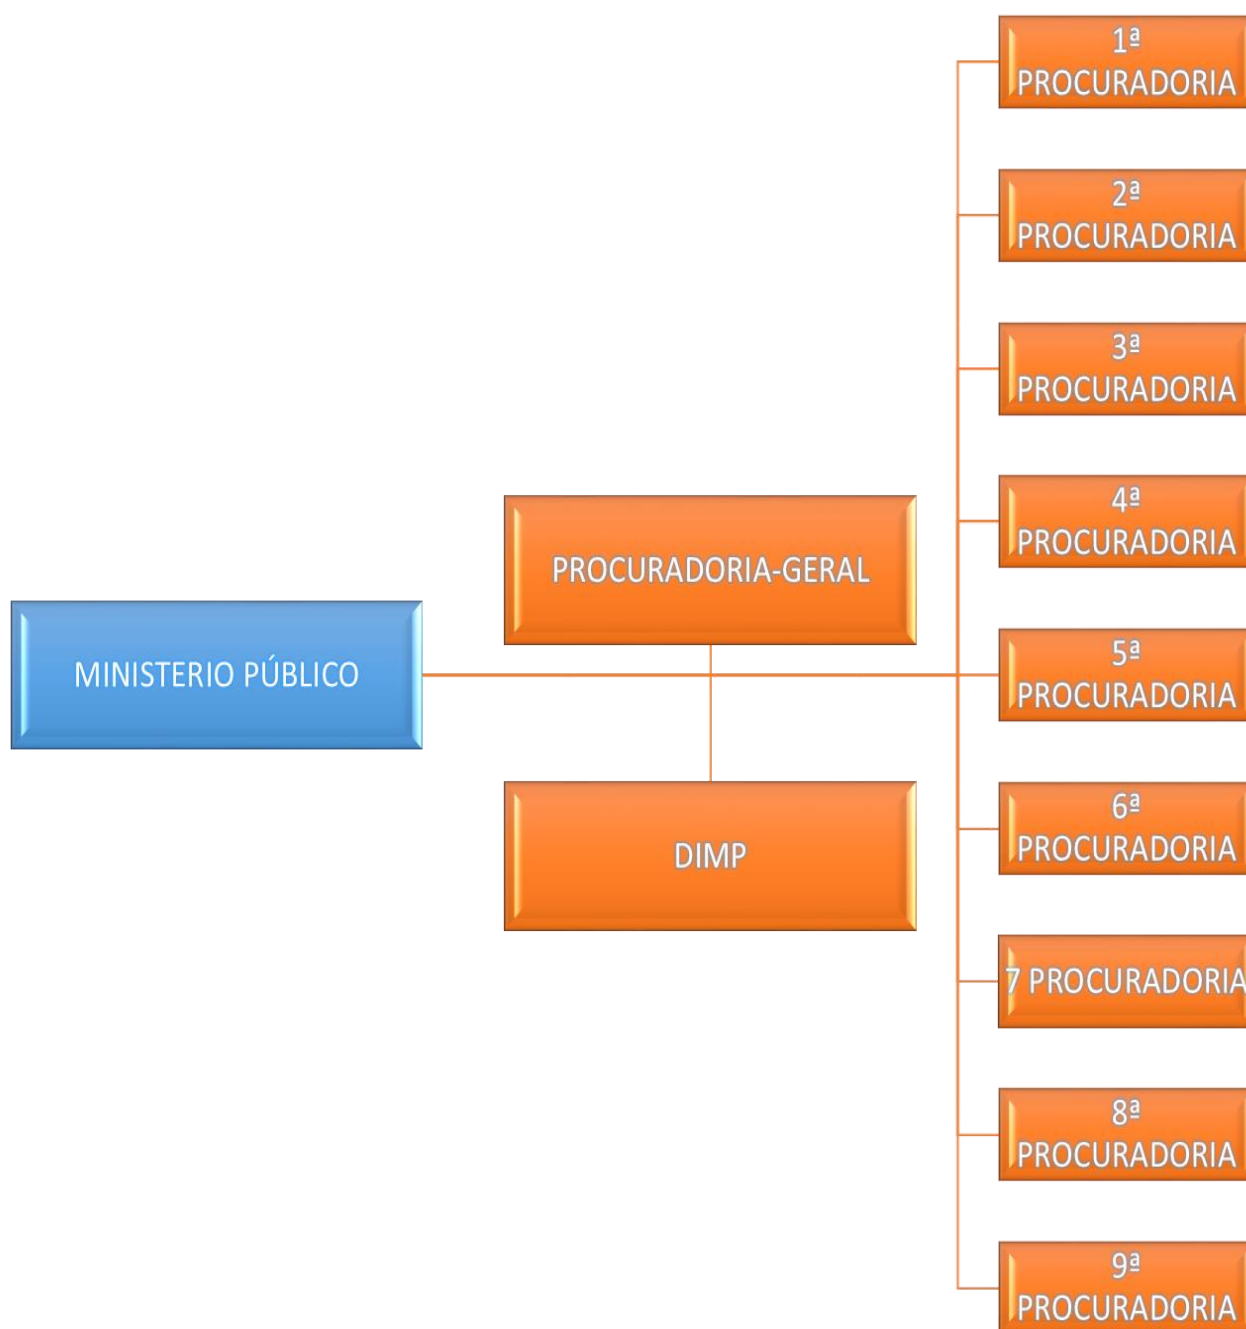 1ª
PROCURADORIA
2ª
PROCURADORIA
3ª
PROCURADORIA
4ª
PROCURADORIA
PROCURADORIA-GERAL
MINISTERIO PÚBLICO
5ª
PROCURADORIA
DIMP
6ª
PROCURADORIA
7 PROCURADORIA
8ª
PROCURADORIA
9ª
PROCURADORIA